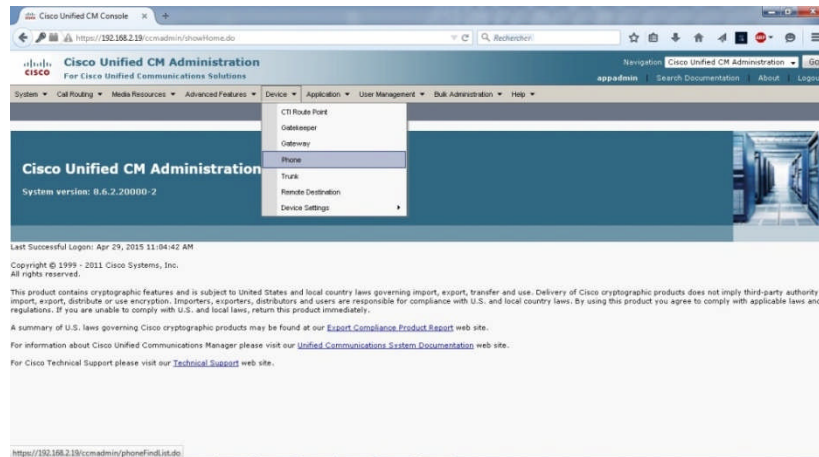 Cisco Unified CM Console
https://192.168.2.19/ccmadmin/showHome.do
Rechercher
CISCO
Cisco Unified CM Administration
For Cisco Unified Communications Solutions
Navigation Cisco Unified CM Administration Go
appadmin Search Documentation About Logou
System Call Routing Media Resources Advanced Features Device Application User Management Bulk Administration Help
CTI Route Point
Gatekeeper
Gateway
Phone
Trunk
Remote Destination
Device Settings
Cisco Unified CM Administration
System version: 8.6.2.20000-2
Last Successful Logon: Apr 29, 2015 11:04:42 AM
Copyright © 1999 - 2011 Cisco Systems, Inc.
All rights reserved.
This product contains cryptographic features and is subject to United States and local country laws governing import, export, transfer and use. Delivery of Cisco cryptographic products does not imply third-party authority
import, export, distribute or use encryption. Importers, exporters, distributors and users are responsible for compliance with U.S. and local country laws. By using this product you agree to comply with applicable laws and
regulations. If you are unable to comply with U.S. and local laws, return this product immediately.
A summary of U.S. laws governing Cisco cryptographic products may be found at our Export Compliance Product Report web site.
For information about Cisco Unified Communications Manager please visit our Unified Communications System Documentation web site.
For Cisco Technical Support please visit our Technical Support web site.
https://192.168.2.19/ccmadmin/phoneFindList.do